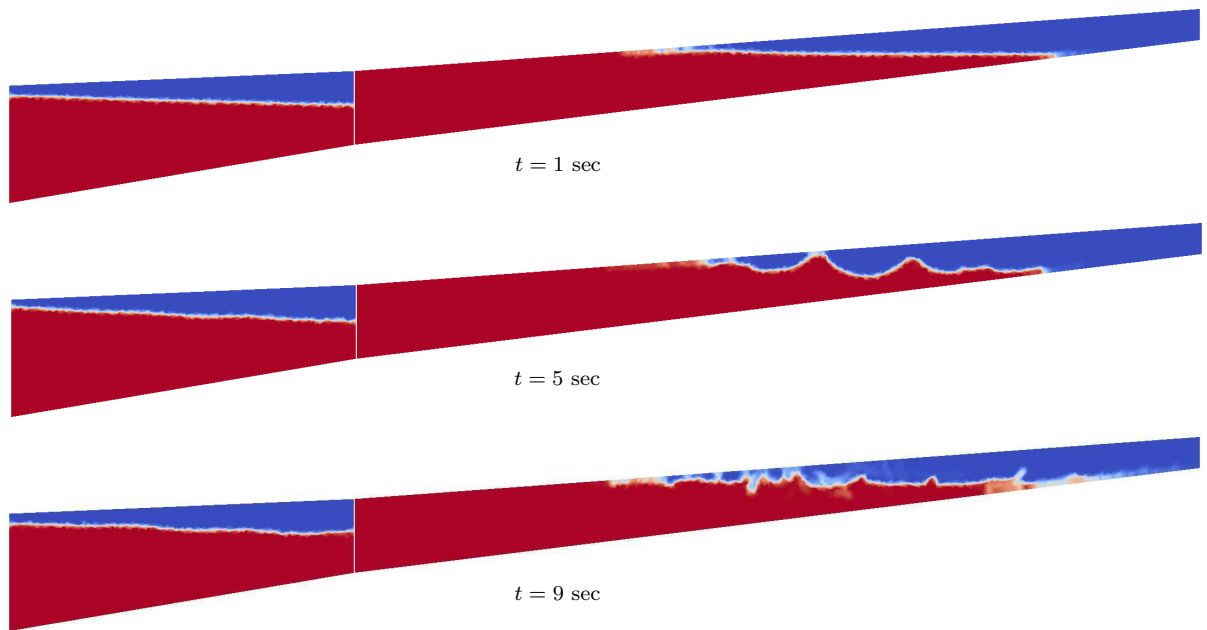 t = 1 sec
t = 5 sec
t = 9 sec